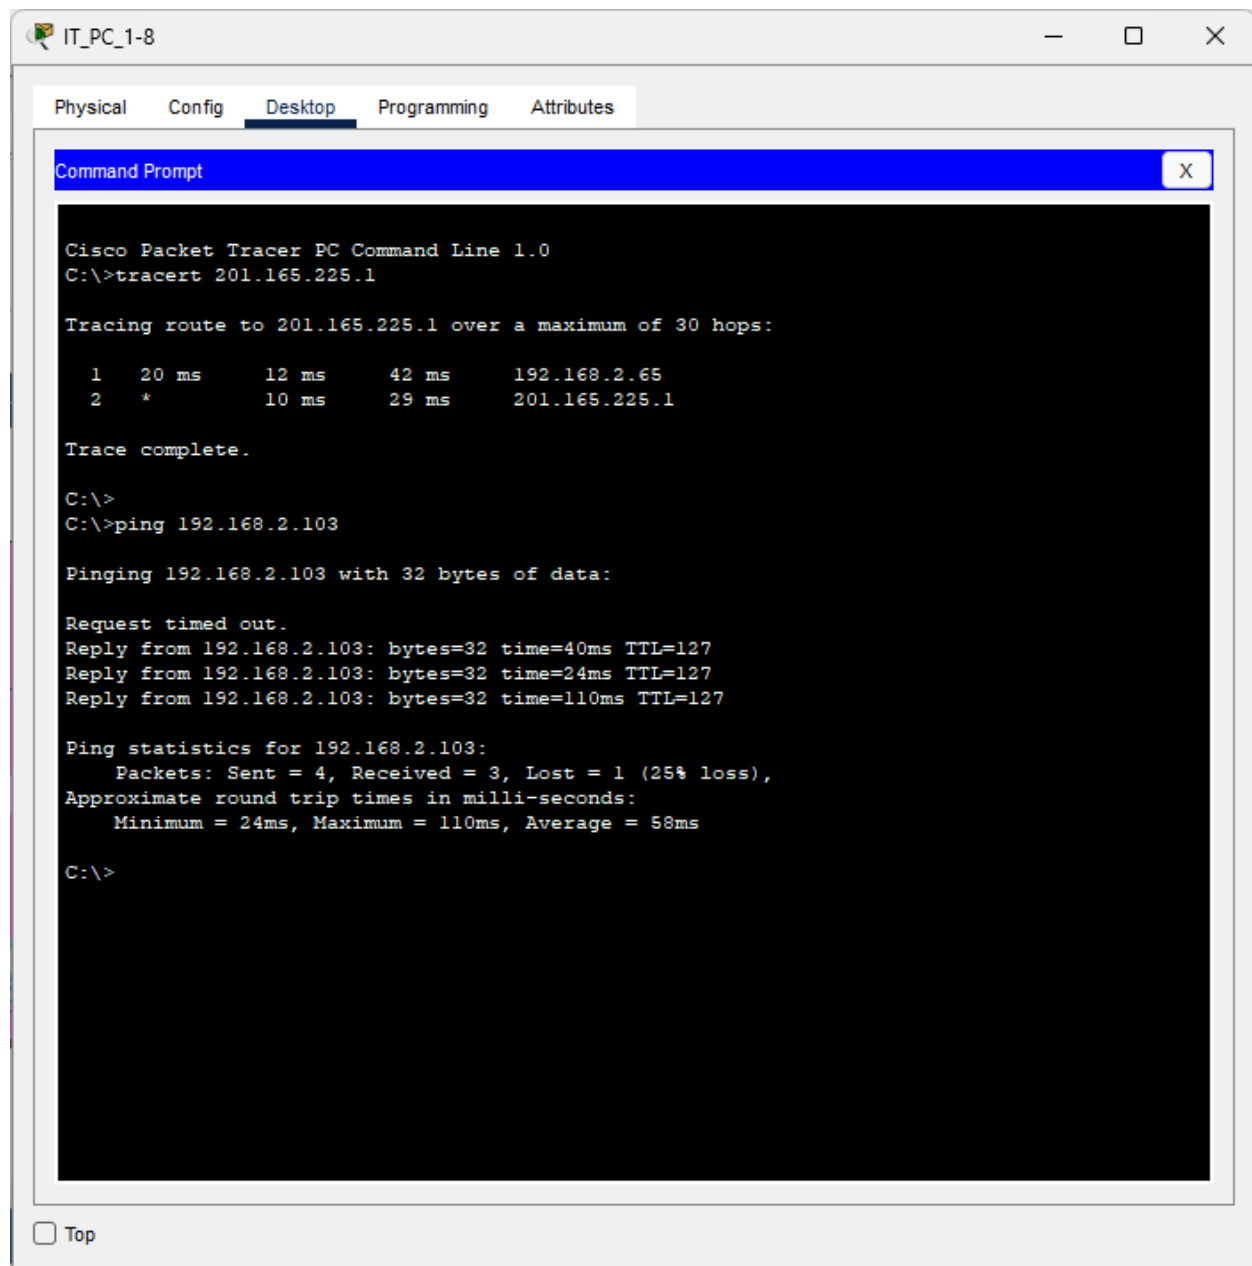 IT_PC_1-8
Physical Config Desktop Programming Attributes
Command Prompt
X
Cisco Packet Tracer PC Command Line 1.0
C:\>tracert 201.165.225.1
Tracing route to 201.165.225.1 over a maximum of 30 hops:
1 20 ms 12 ms 42 ms 192.168.2.65
2 * 10 ms 29 ms 201.165.225.1
Trace complete.
C:\>
C:\>ping 192.168.2.103
Pinging 192.168.2.103 with 32 bytes of data:
Request timed out.
Reply from 192.168.2.103: bytes=32 time=40ms TTL=127
Reply from 192.168.2.103: bytes=32 time=24ms TTL=127
Reply from 192.168.2.103: bytes=32 time=110ms TTL=127
Ping statistics for 192.168.2.103:
Packets: Sent = 4, Received = 3, Lost = 1 (25% loss),
Approximate round trip times in milli-seconds:
Minimum = 24ms, Maximum = 110ms, Average = 58ms
C:\>
Top